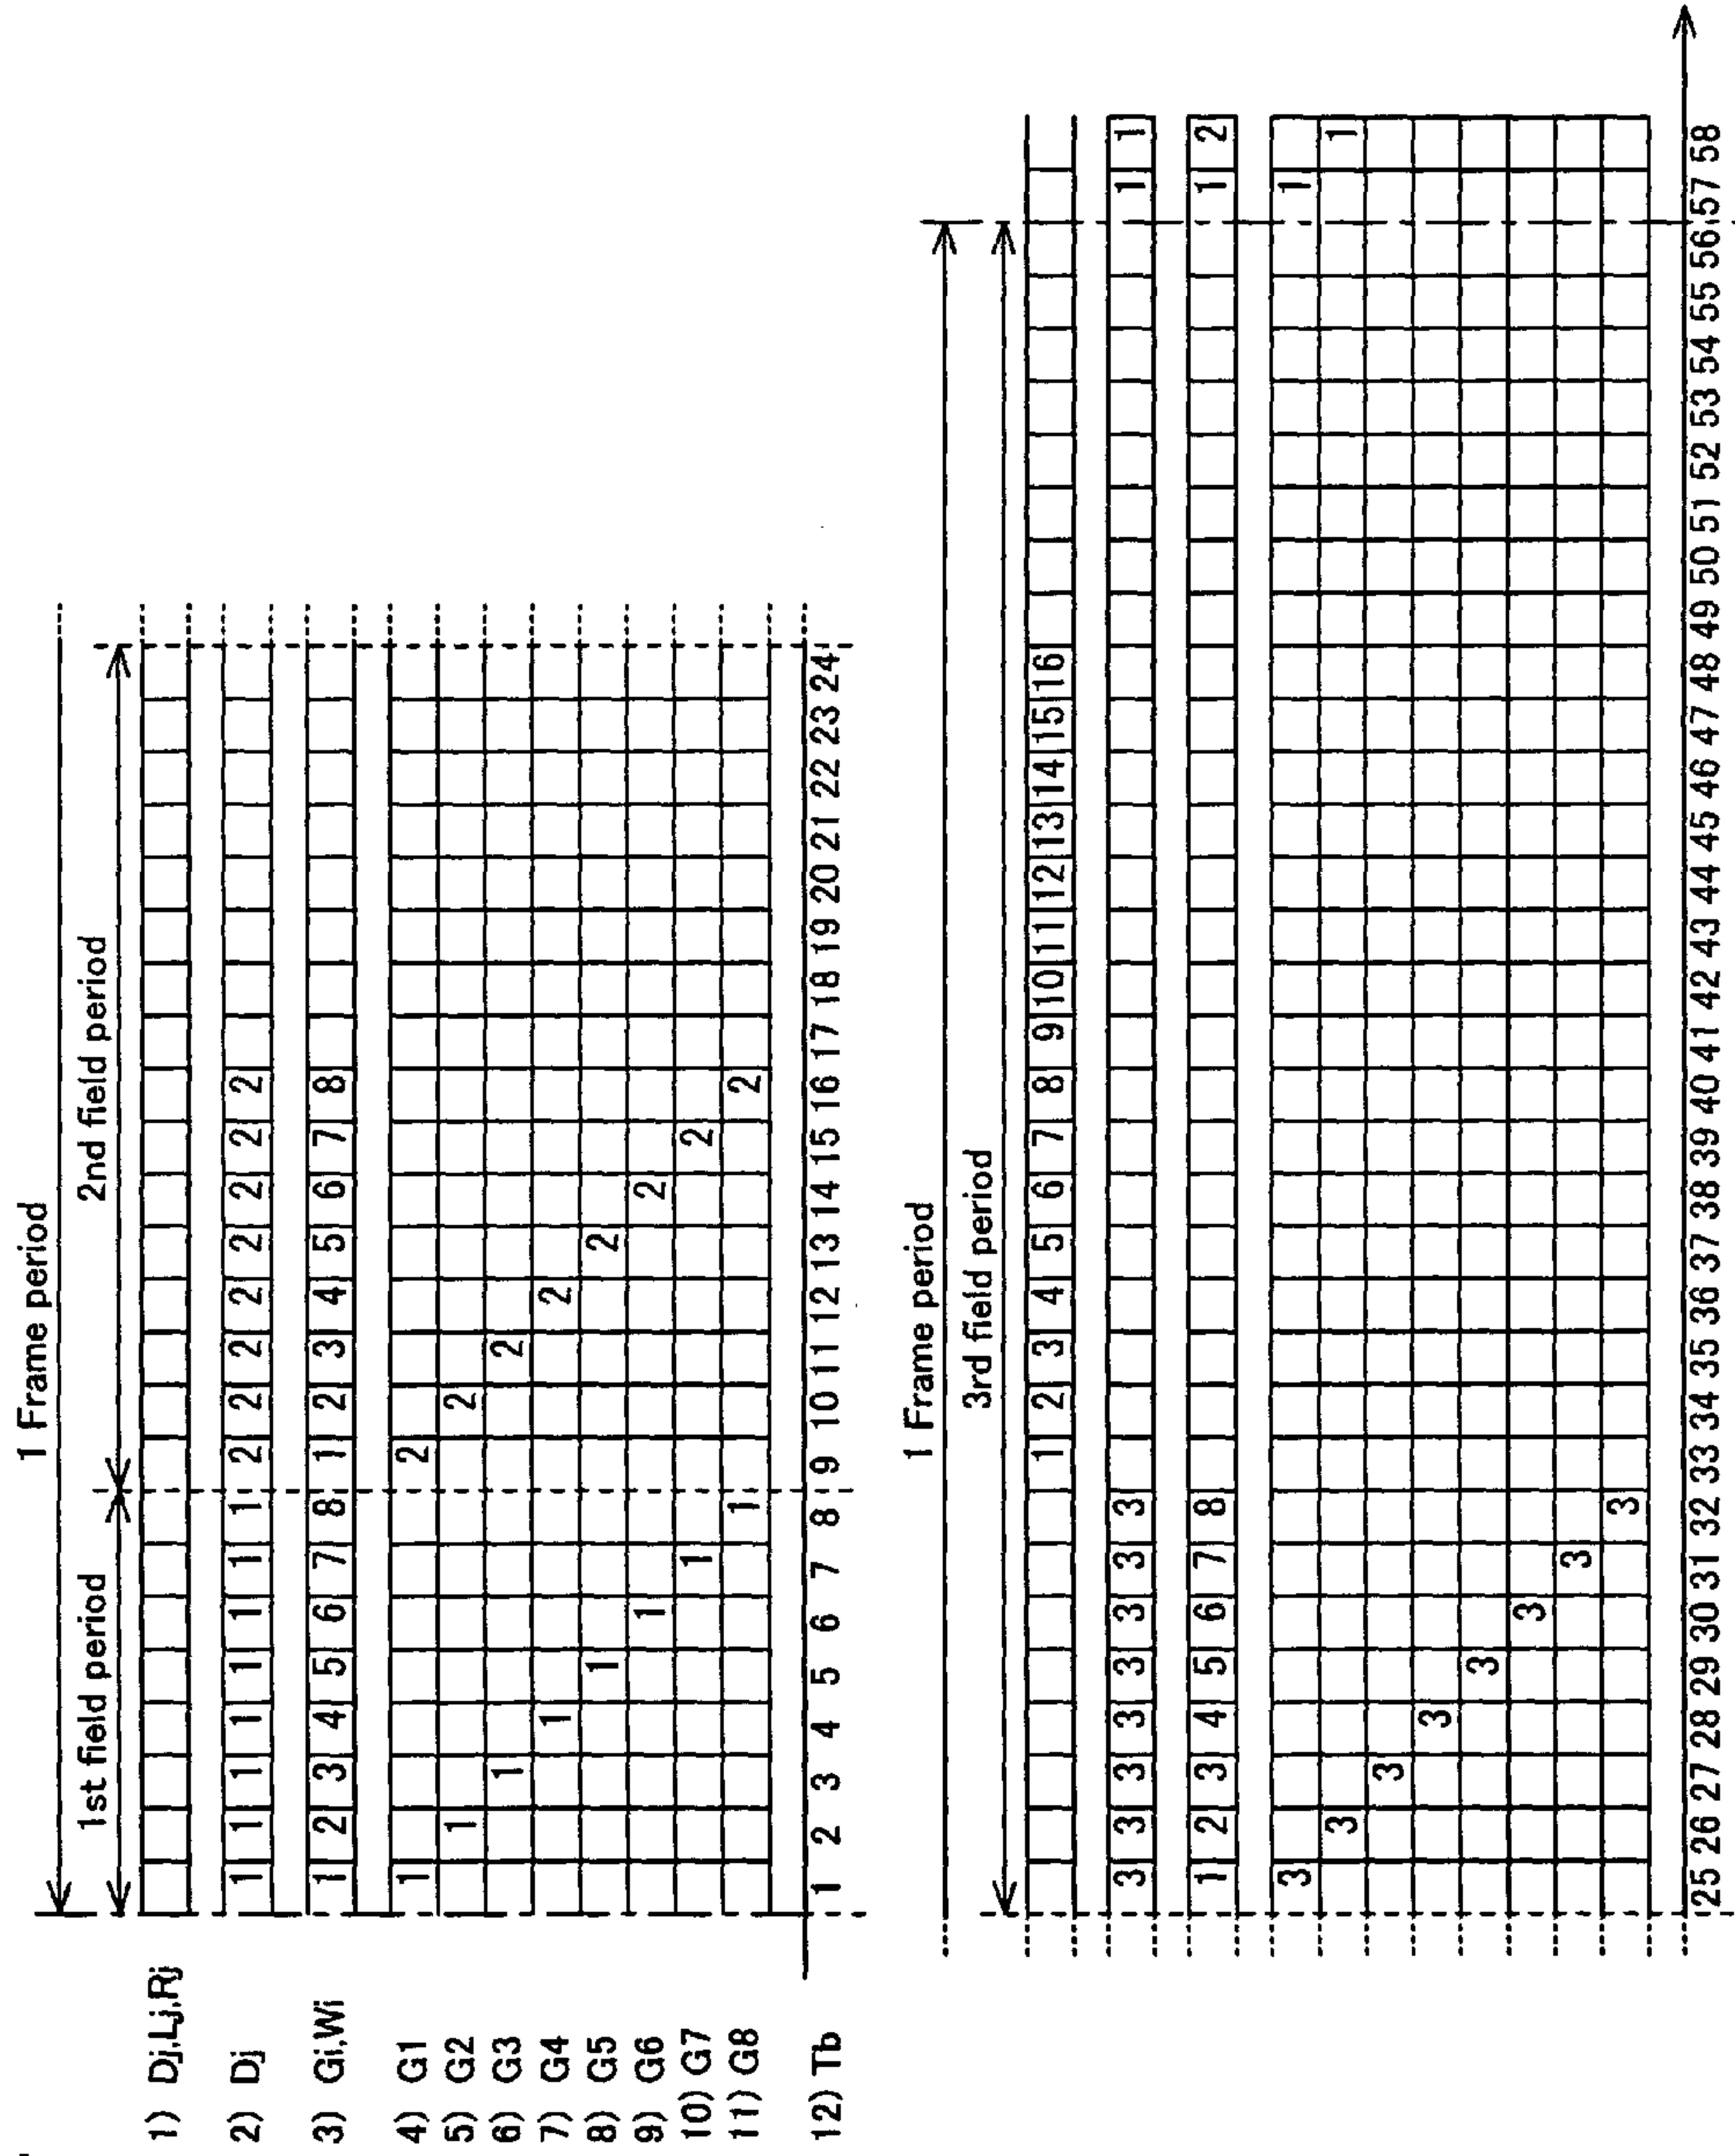 1 Frame period
1st field period 2nd field period
1) Dj,Lj,Rj
2) Dj 1 1 1 1 1 1 1 1 2 2 2 2 2 2 2 2
3) Gi,Wi 1 2 3 4 5 6 7 8 1 2 3 4 5 6 7 8
4) G1 1 2
5) G2 1 2
6) G3 1 2
7) G4 1 2
8) G5 1 2
9) G6 1 2
10) G7 1 2
11) G8 1 2
12) Tb 1 2 3 4 5 6 7 8 9 10 11 12 13 14 15 16 17 18 19 20 21 22 23 24
1 Frame period
3rd field period
1 2 3 4 5 6 7 8 9 10 11 12 13 14 15 16
3 3 3 3 3 3 3 3 1 1
1 2 3 4 5 6 7 8 1 2
3 1
3 1
3
3
3
3
3
3
25 26 27 28 29 30 31 32 33 34 35 36 37 38 39 40 41 42 43 44 45 46 47 48 49 50 51 52 53 54 55 56 57 58